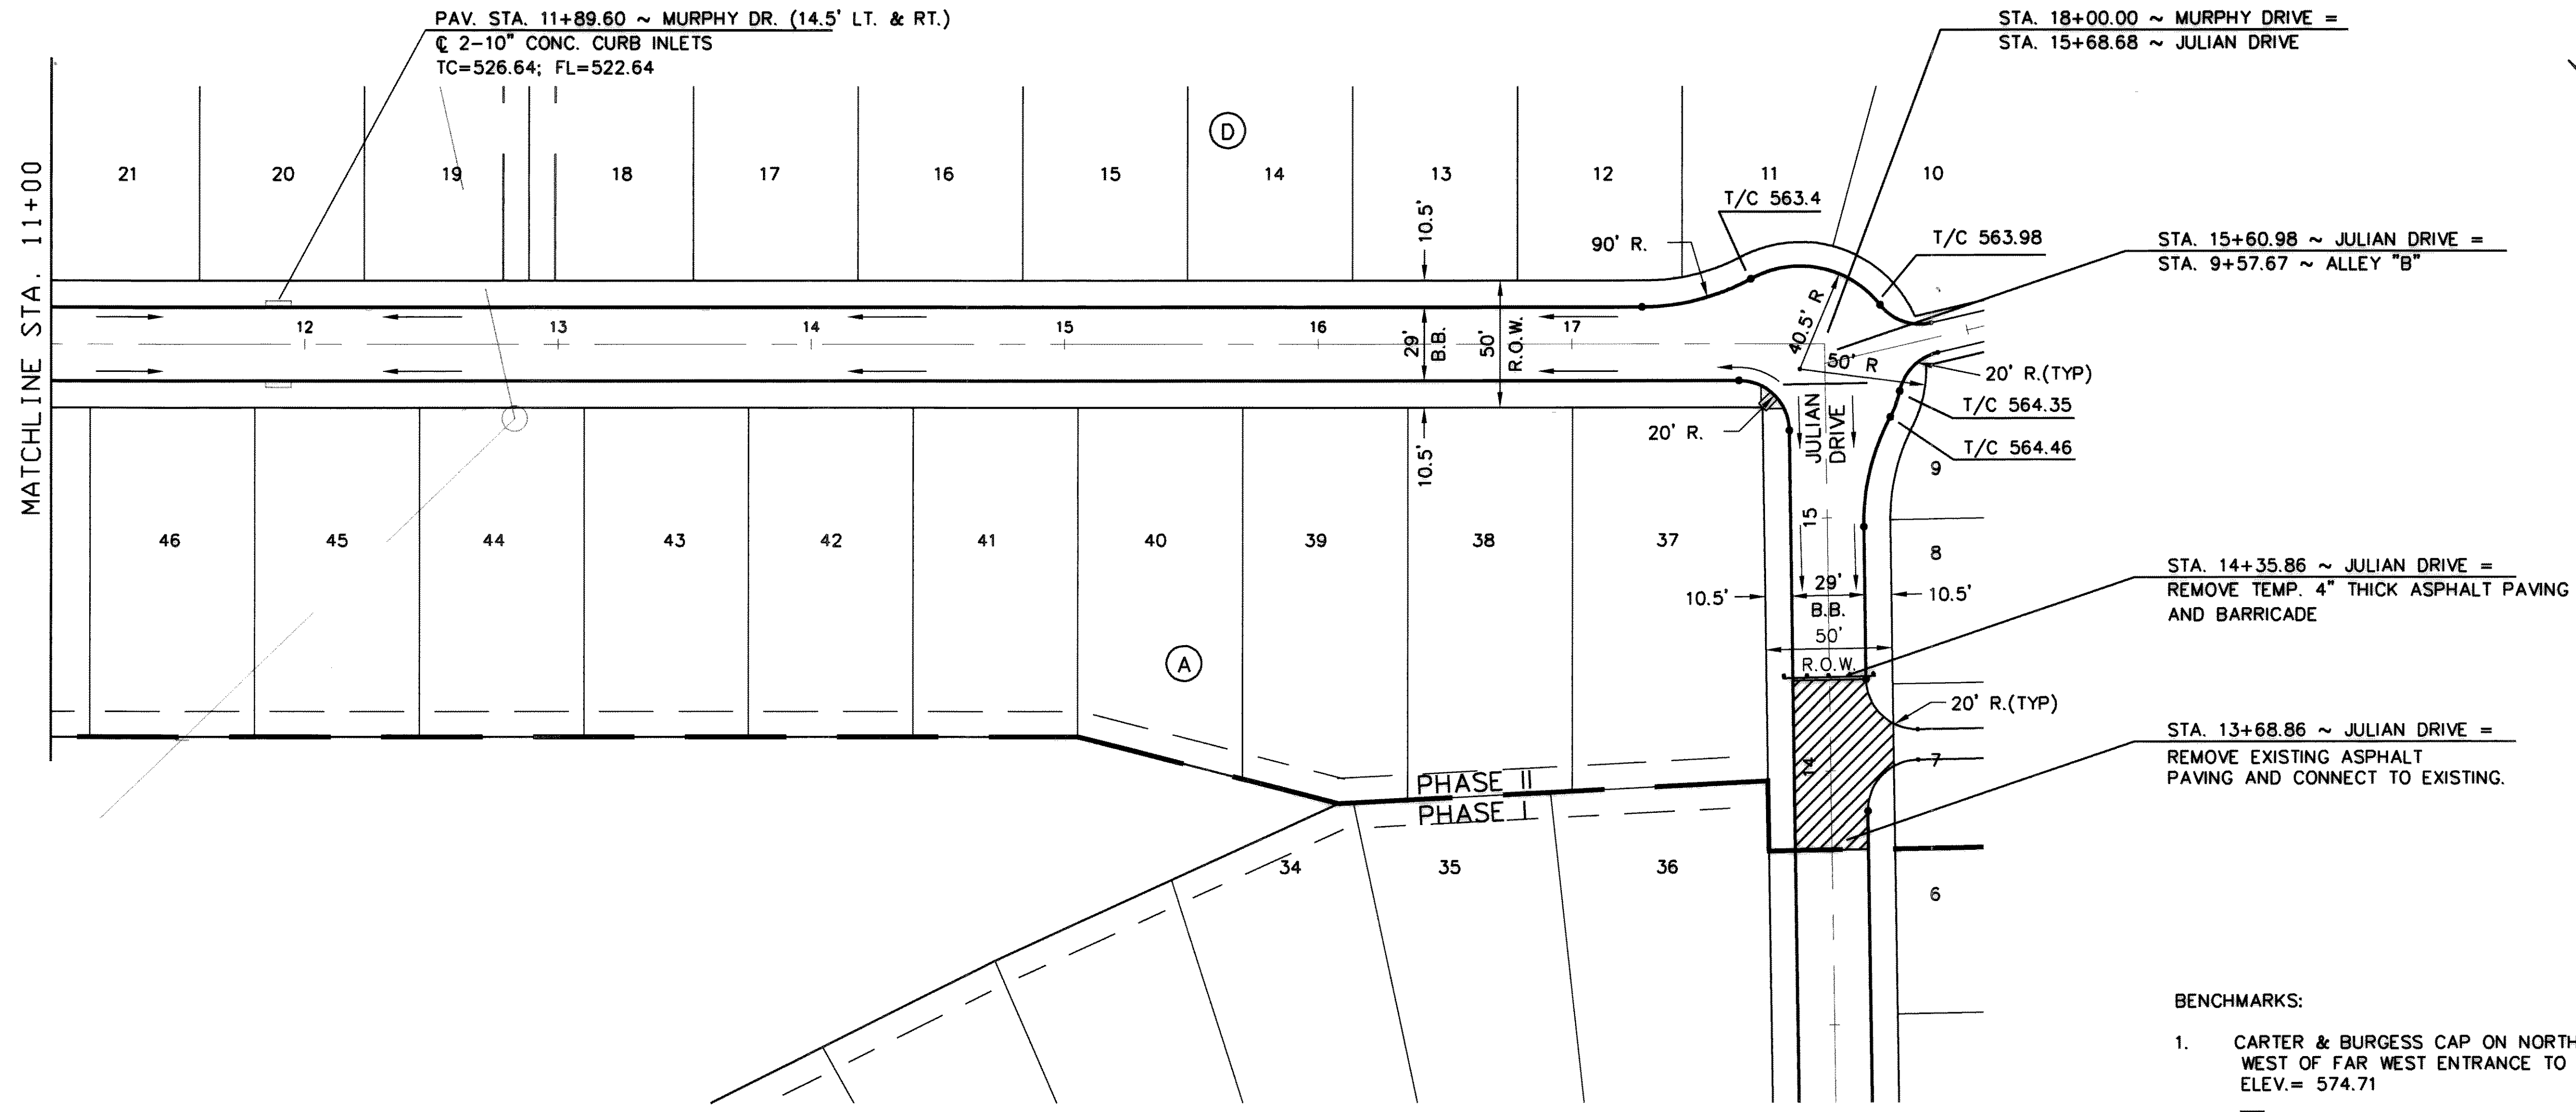 PAV. STA. 11+89.60 ~ MURPHY DR. (14.5' LT. & RT.)
℄ 2-10" CONC. CURB INLETS
TC=526.64; FL=522.64
STA. 18+00.00 ~ MURPHY DRIVE =
STA. 15+68.68 ~ JULIAN DRIVE
MATCHLINE STA. 11+00
D
21
20
19
18
17
16
15
14
13
12
11
10
T/C 563.4
T/C 563.98
10.5'
90' R.
STA. 15+60.98 ~ JULIAN DRIVE =
STA. 9+57.67 ~ ALLEY "B"
12
13
14
15
16
17
29'
B.B.
50'
R.O.W.
40.5' R
50' R
20' R.(TYP)
T/C 564.35
T/C 564.46
JULIAN
DRIVE
20' R.
10.5'
9
46
45
44
43
42
41
40
39
38
37
15
8
STA. 14+35.86 ~ JULIAN DRIVE =
REMOVE TEMP. 4" THICK ASPHALT PAVING
AND BARRICADE
10.5'
29'
B.B.
10.5'
50'
R.O.W.
A
20' R.(TYP)
STA. 13+68.86 ~ JULIAN DRIVE =
REMOVE EXISTING ASPHALT
PAVING AND CONNECT TO EXISTING.
14
7
PHASE II
PHASE I
34
35
36
6
BENCHMARKS:
1. CARTER & BURGESS CAP ON NORTH
WEST OF FAR WEST ENTRANCE TO
ELEV.= 574.71